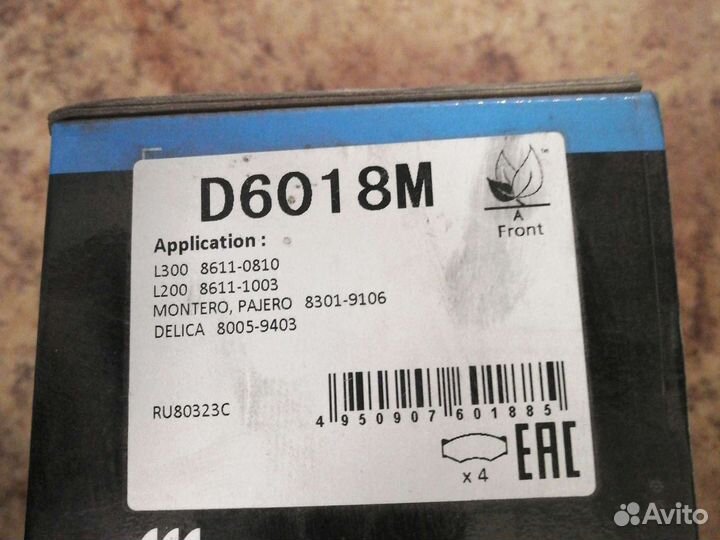 D6018M
A
Front
Application :
L300 8611-0810
L200 8611-1003
MONTERO, PAJERO 8301-9106
DELICA 8005-9403
RU80323C
4 950907 601885
x 4
EAC
Avito